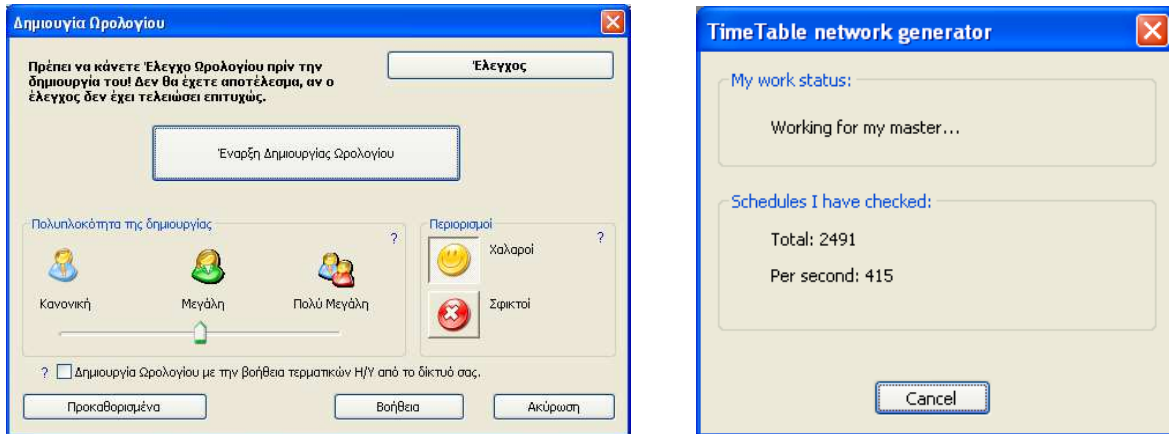 Δημιουγία Ωρολογίου
Πρέπει να κάνετε Έλεγχο Ωρολογίου πρίν την
δημιουργία του! Δεν θα έχετε αποτέλεσμα, αν ο
έλεγχος δεν έχει τελειώσει επιτυχώς.
Έλεγχος
Έναρξη Δημιουργίας Ωρολογίου
Πολυπλοκότητα της δημιουργίας
?
Κανονική
Μεγάλη
Πολύ Μεγάλη
Περιορισμοί
?
Χαλαροί
Σφικτοί
? Δημιουργία Ωρολογίου με την βοήθεια τερματικών Η/Υ από το δίκτυό σας.
Προκαθορισμένα
Βοήθεια
Ακύρωση
TimeTable network generator
My work status:
Working for my master...
Schedules I have checked:
Total: 2491
Per second: 415
Cancel